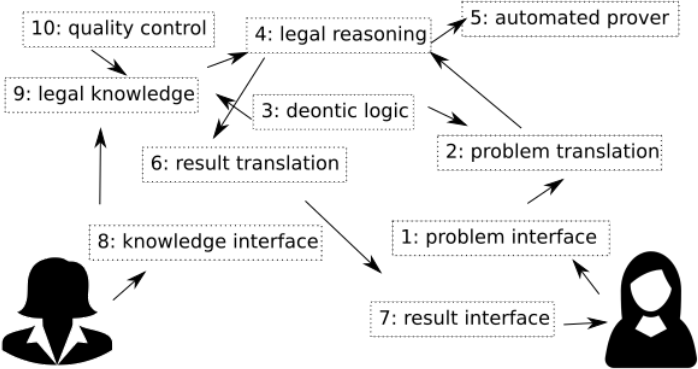 10: quality control
4: legal reasoning
5: automated prover
9: legal knowledge
3: deontic logic
6: result translation
2: problem translation
8: knowledge interface
1: problem interface
7: result interface